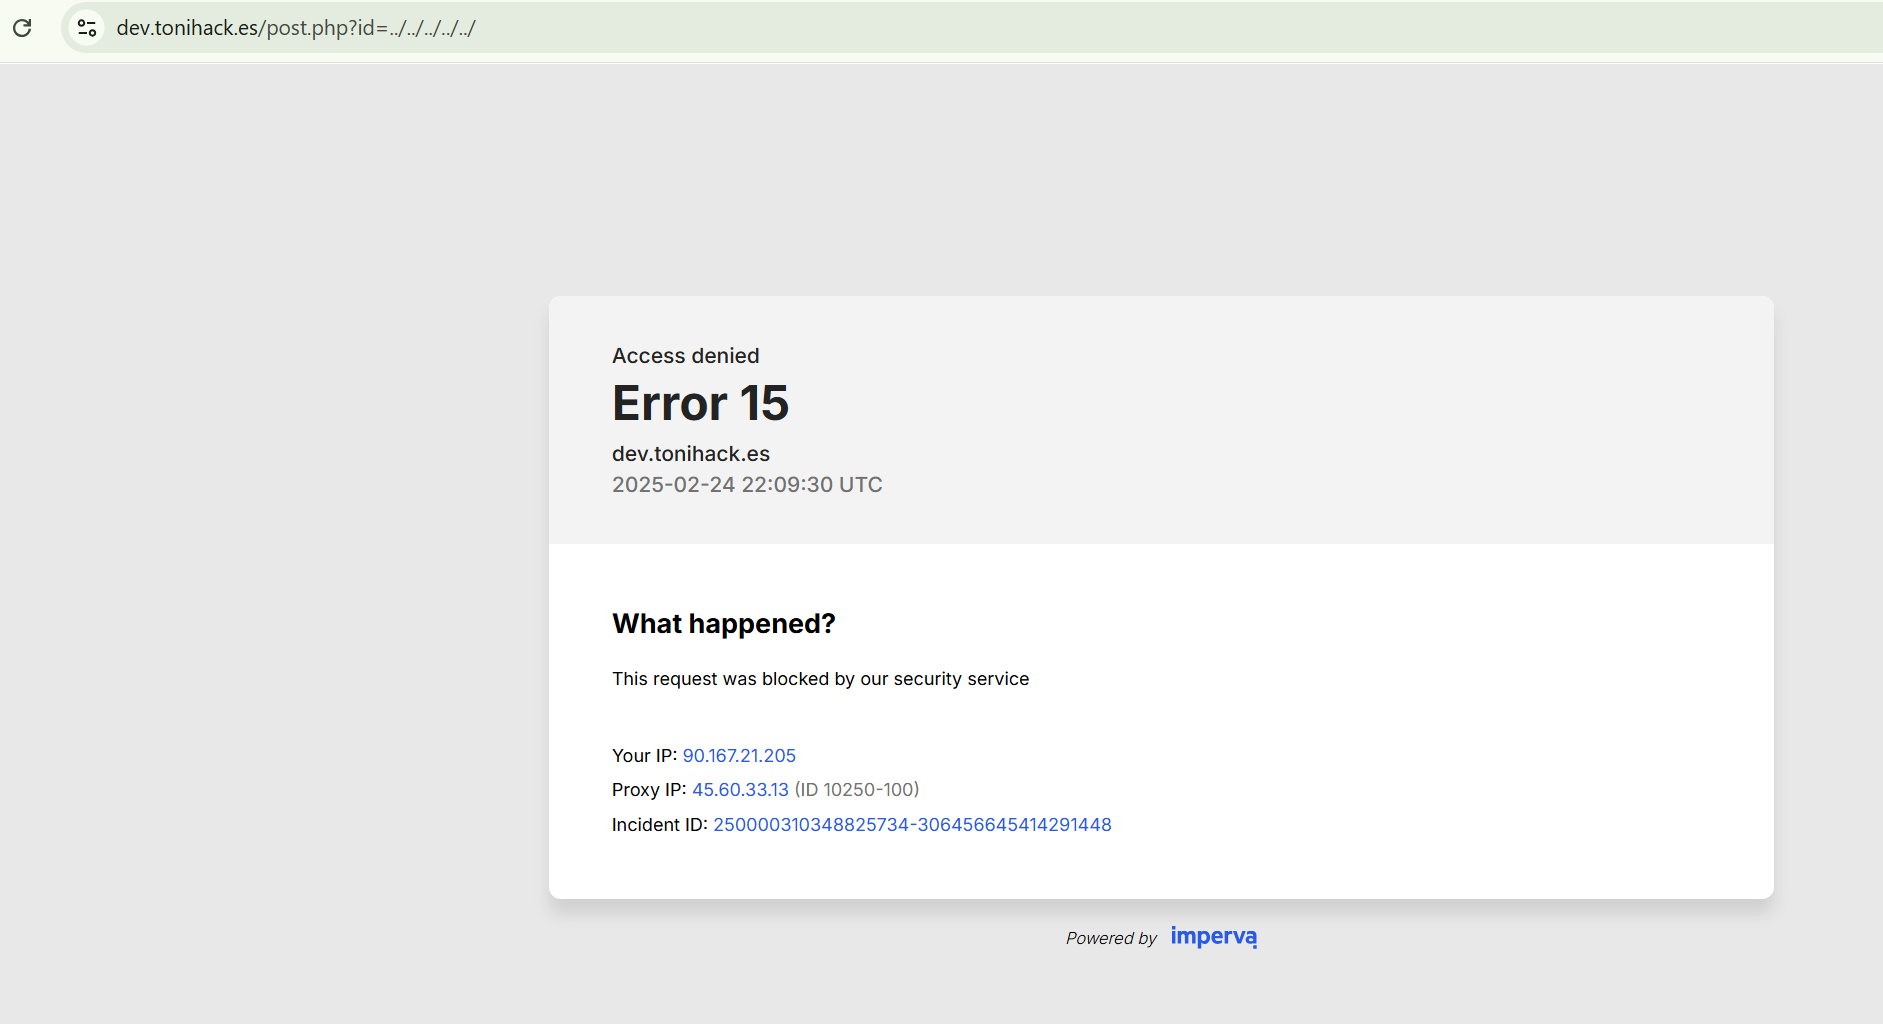 dev.tonihack.es/post.php?id=../../../../../
Access denied
Error 15
dev.tonihack.es
2025-02-24 22:09:30 UTC
What happened?
This request was blocked by our security service
Your IP: 90.167.21.205
Proxy IP: 45.60.33.13 (ID 10250-100)
Incident ID: 250000310348825734-306456645414291448
Powered by imperva